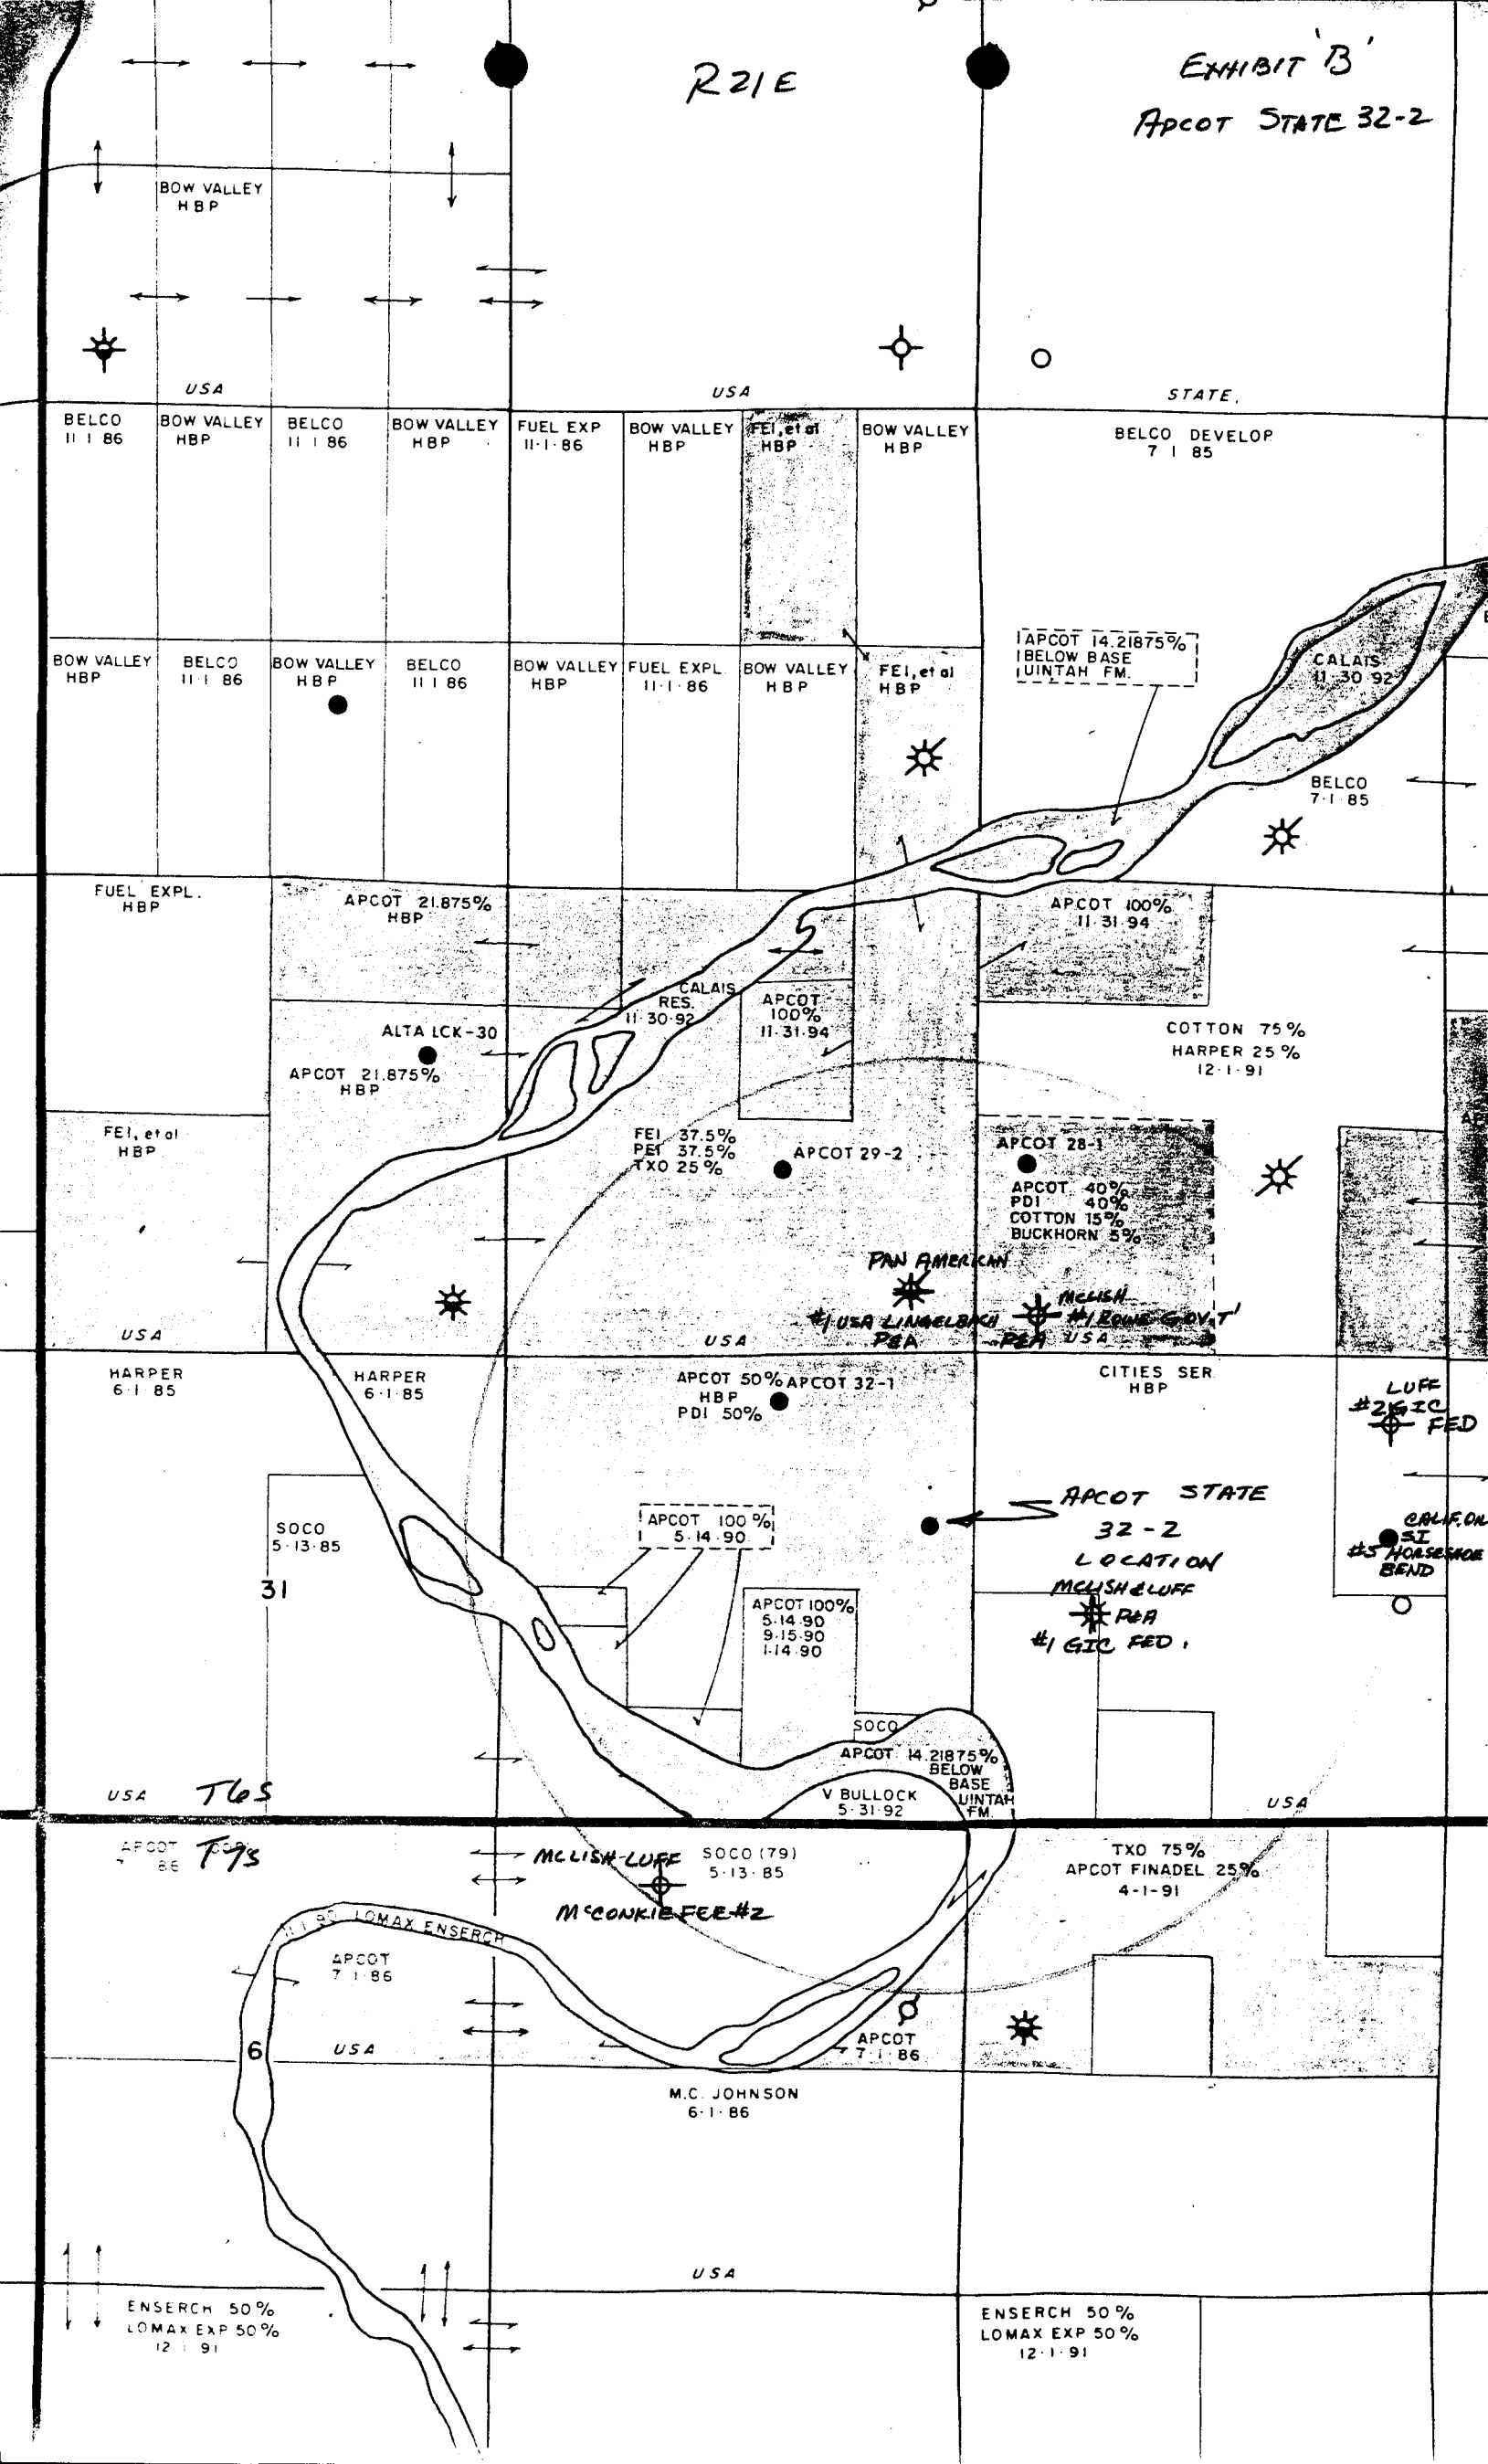 EXHIBIT 'B'
R21E
APCOT STATE 32-2
BOW VALLEY
HBP
USA
USA
STATE.
BELCO
11 1 86
BOW VALLEY
HBP
BELCO
11 1 86
BOW VALLEY
HBP
FUEL EXP
11·1·86
BOW VALLEY
HBP
FEI, et al
HBP
BOW VALLEY
HBP
BELCO DEVELOP
7 1 85
BOW VALLEY
HBP
BELCO
11·1 86
BOW VALLEY
HBP
BELCO
11 1 86
BOW VALLEY
HBP
FUEL EXPL.
11·1·86
BOW VALLEY
HBP
FEI, et al
HBP
APCOT 14.21875%
BELOW BASE
UINTAH FM.
CALAIS
11·30·92
BELCO
7·1·85
FUEL EXPL.
HBP
APCOT 21.875%
HBP
APCOT 100%
11·31·94
CALAIS
RES.
11·30·92
APCOT
100%
11·31·94
ALTA LCK-30
APCOT 21.875%
HBP
COTTON 75%
HARPER 25%
12·1·91
FEI, et al
HBP
FEI 37.5%
PEI 37.5%
TXO 25%
APCOT 29-2
APCOT 28-1
APCOT 40%
PDI 40%
COTTON 15%
BUCKHORN 5%
PAN AMERICAN
#1 USA LINGELBACH
P&A
MCLISH
#1 ROWE GOV'T
P&A
USA
USA
USA
HARPER
6·1·85
HARPER
6·1·85
APCOT 50%
HBP
PDI 50%
APCOT 32-1
CITIES SER.
HBP
LUFF
#2 GIC
FED
SOCO
5·13·85
31
APCOT 100%
5·14·90
APCOT STATE
32-2
LOCATION
CALIF. OIL
SI
#5 HORSESHOE
BEND
MCLISH & LUFF
P&A
#1 GIC FED.
APCOT 100%
5·14·90
9·15·90
1·14·90
SOCO
APCOT 14.21875%
BELOW
BASE
UINTAH
FM.
V BULLOCK
5·31·92
USA
T6S
USA
APCOT
T7S
MCLISH-LUFF
MCCONKIE FEE #2
SOCO (79)
5·13·85
TXO 75%
APCOT FINADEL 25%
4-1-91
LOMAX ENSERCH
APCOT
7·1·86
6
USA
APCOT
7·1·86
M.C. JOHNSON
6·1·86
USA
ENSERCH 50%
LOMAX EXP 50%
12 1 91
ENSERCH 50%
LOMAX EXP 50%
12·1·91